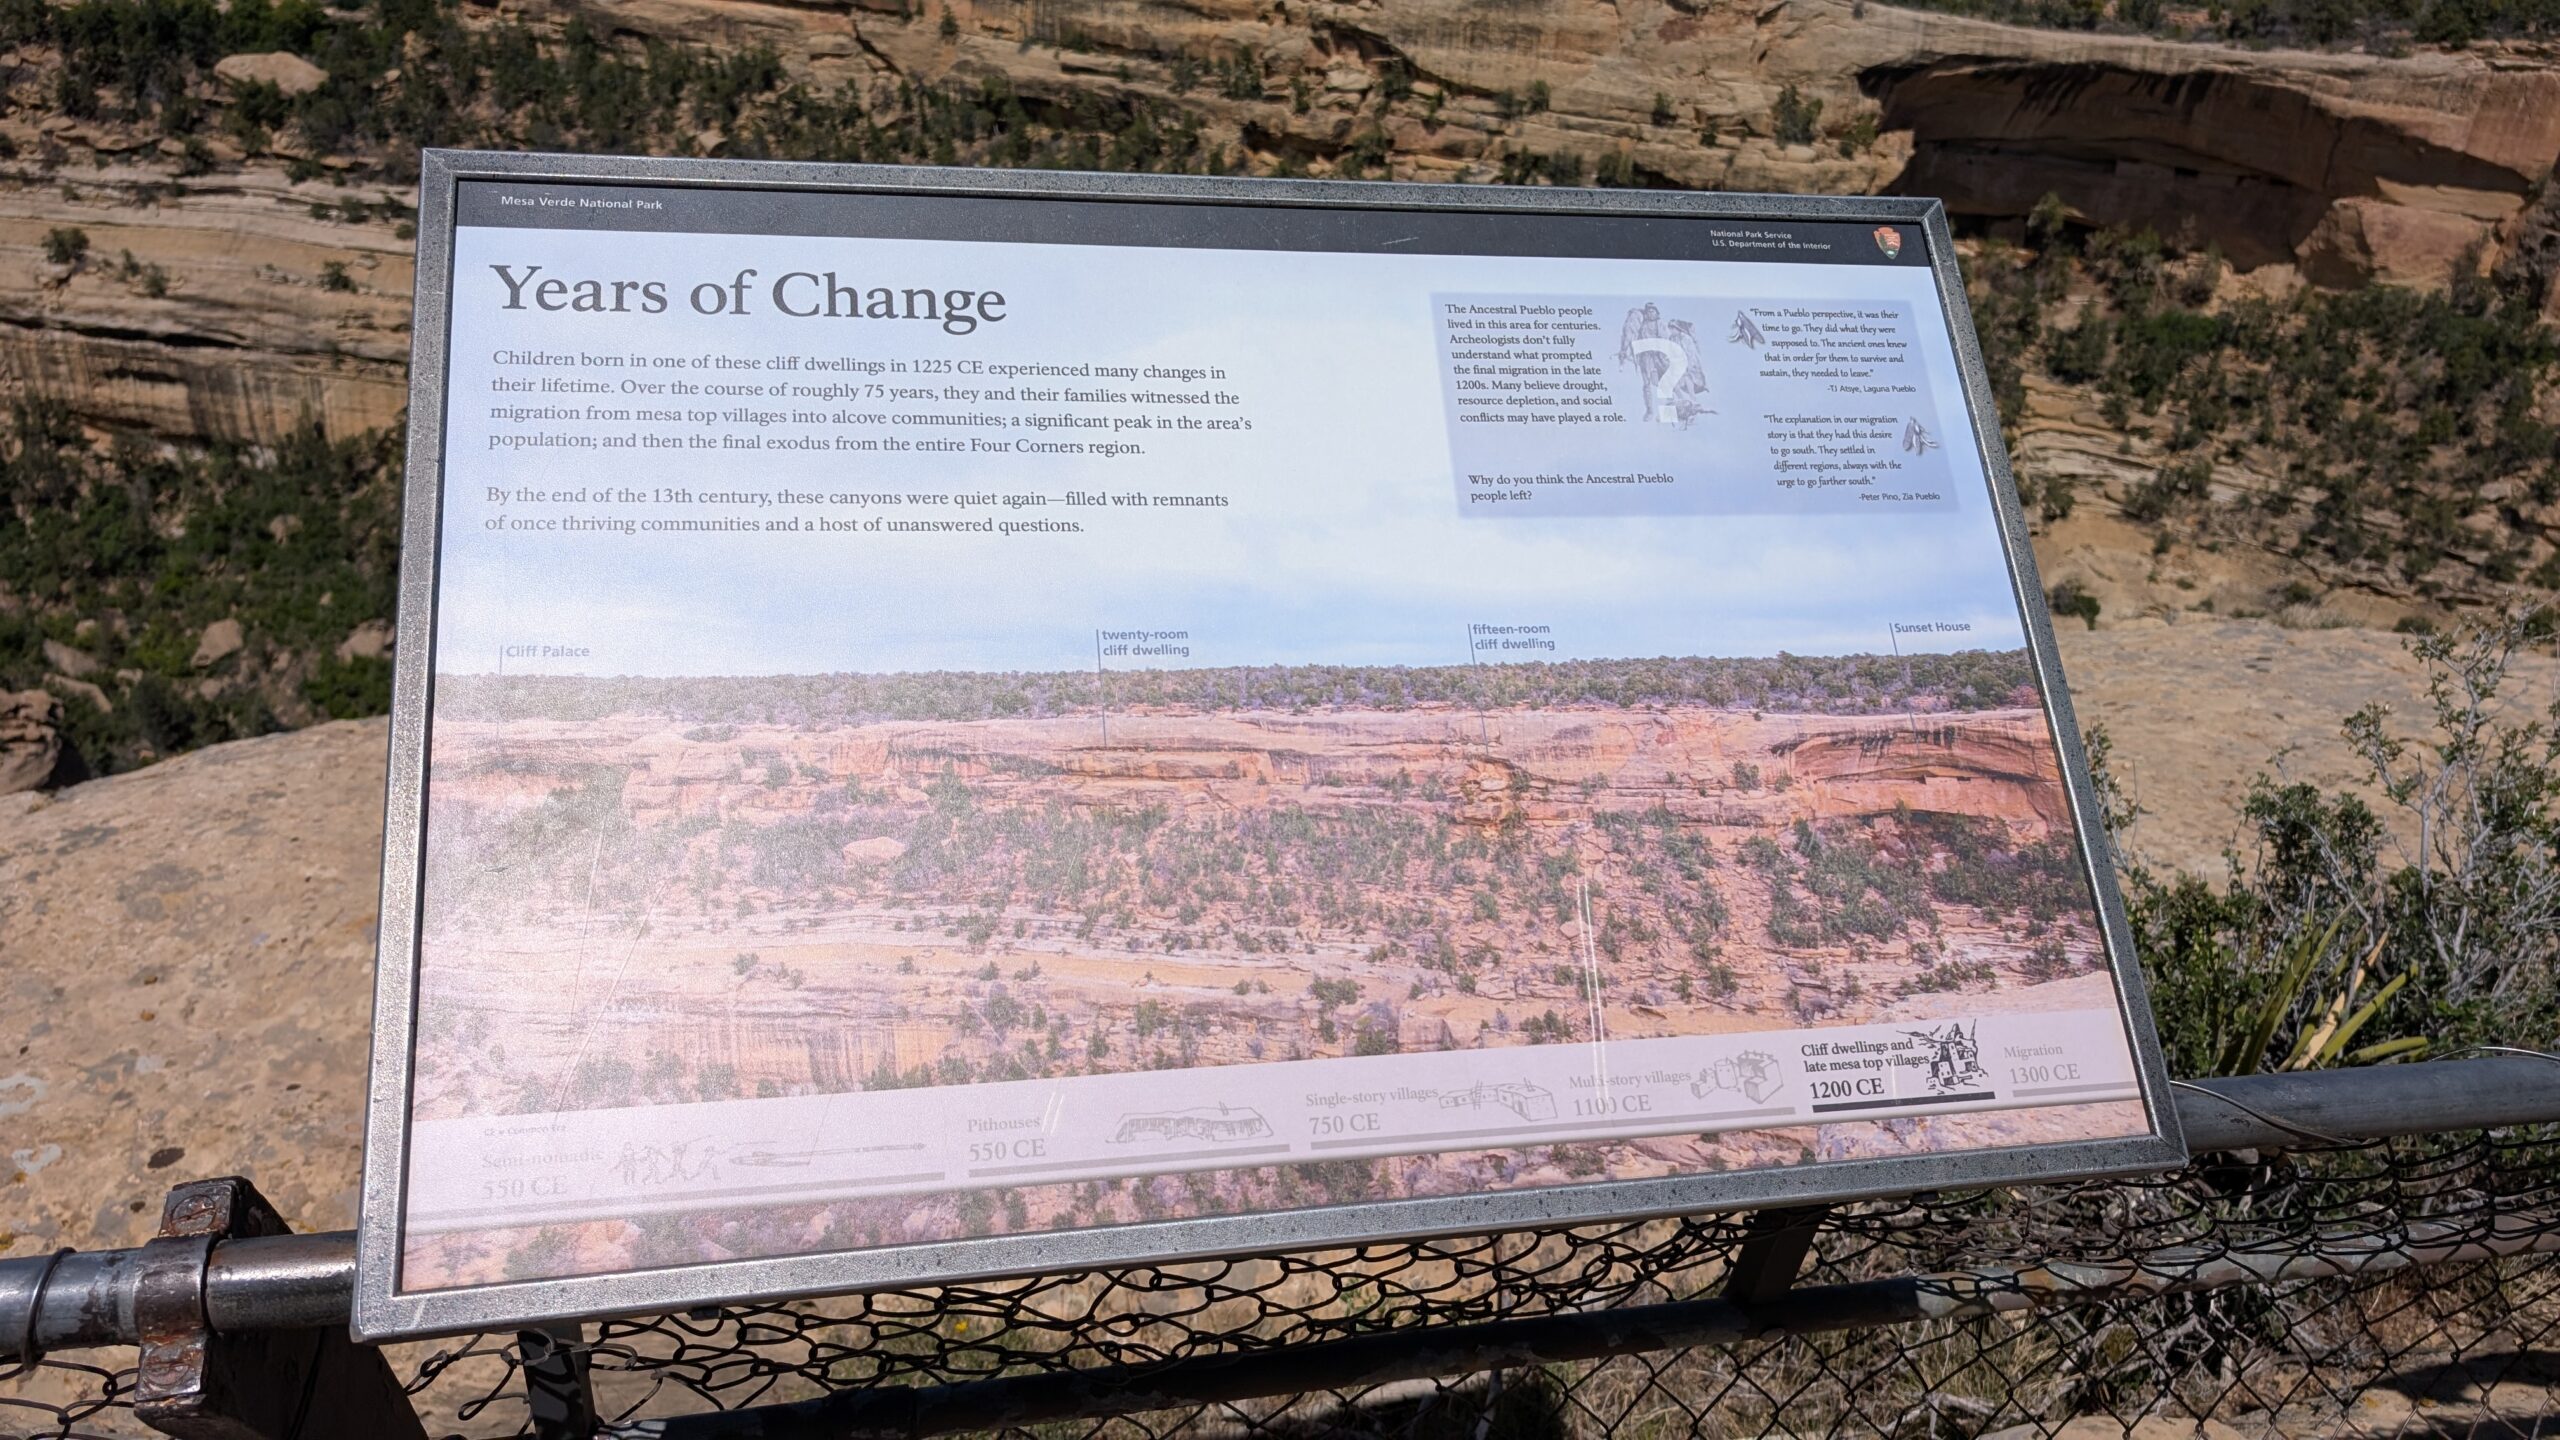 Mesa Verde National Park
National Park Service
U.S. Department of the Interior
Years of Change
Children born in one of these cliff dwellings in 1225 CE experienced many changes in
their lifetime. Over the course of roughly 75 years, they and their families witnessed the
migration from mesa top villages into alcove communities; a significant peak in the area's
population; and then the final exodus from the entire Four Corners region.
By the end of the 13th century, these canyons were quiet again—filled with remnants
of once thriving communities and a host of unanswered questions.
The Ancestral Pueblo people
lived in this area for centuries.
Archeologists don't fully
understand what prompted
the final migration in the late
1200s. Many believe drought,
resource depletion, and social
conflicts may have played a role.
?
Why do you think the Ancestral Pueblo
people left?
"From a Pueblo perspective, it was their
time to go. They did what they were
supposed to. The ancient ones knew
that in order for them to survive and
sustain, they needed to leave."
-TJ Atsye, Laguna Pueblo
"The explanation in our migration
story is that they had this desire
to go south. They settled in
different regions, always with the
urge to go farther south."
-Peter Pino, Zia Pueblo
Cliff Palace
twenty-room
cliff dwelling
fifteen-room
cliff dwelling
Sunset House
CE = Common Era
Semi-nomadic
550 CE
Pithouses
550 CE
Single-story villages
750 CE
Multi-story villages
1100 CE
Cliff dwellings and
late mesa top villages
1200 CE
Migration
1300 CE